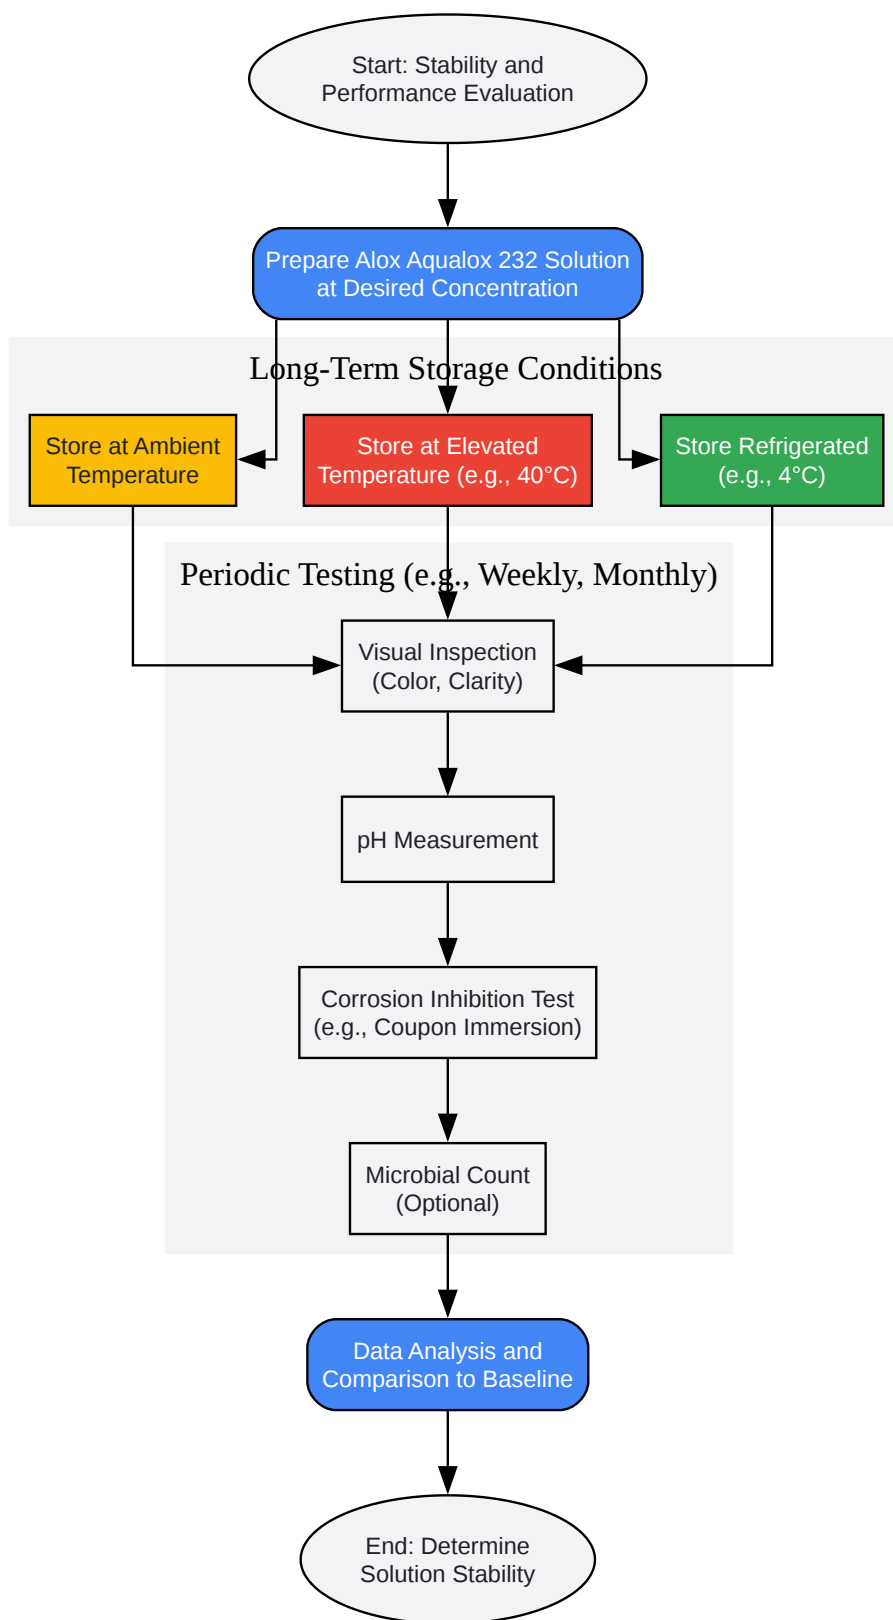 Start: Stability and
Performance Evaluation
Prepare Alox Aqualox 232 Solution
at Desired Concentration
Long-Term Storage Conditions
Store at Ambient
Temperature
Store at Elevated
Temperature (e.g., 40°C)
Store Refrigerated
(e.g., 4°C)
Periodic Testing (e.g., Weekly, Monthly)
Visual Inspection
(Color, Clarity)
pH Measurement
Corrosion Inhibition Test
(e.g., Coupon Immersion)
Microbial Count
(Optional)
Data Analysis and
Comparison to Baseline
End: Determine
Solution Stability